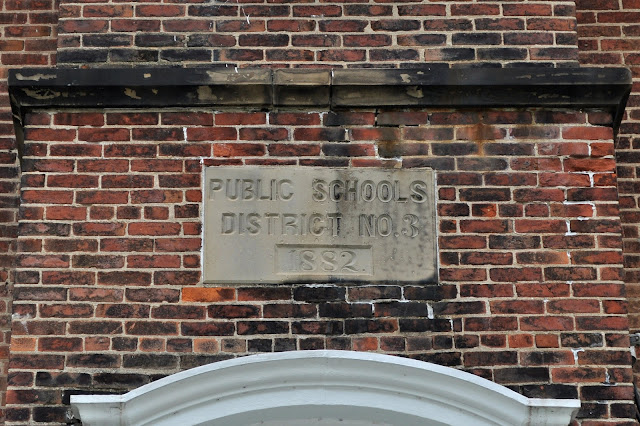 PUBLIC SCHOOLS
DISTRICT NO.3.
1882.